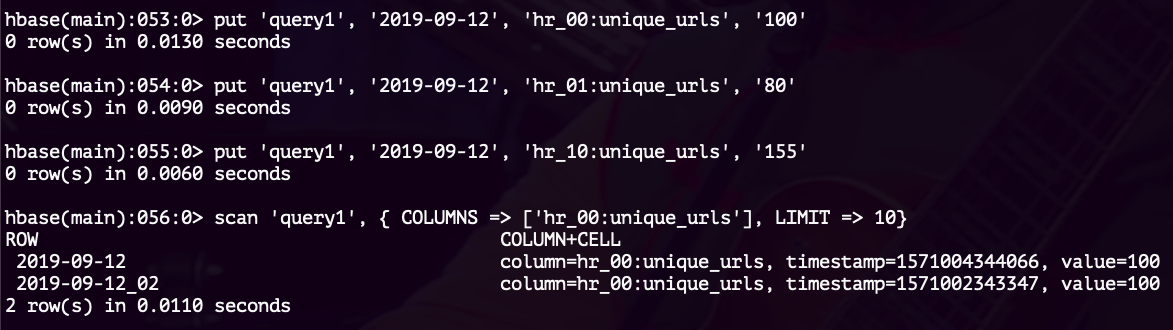 hbase(main):053:0> put 'query1', '2019-09-12', 'hr_00:unique_urls', '100'
0 row(s) in 0.0130 seconds
hbase(main):054:0> put 'query1', '2019-09-12', 'hr_01:unique_urls', '80'
0 row(s) in 0.0090 seconds
hbase(main):055:0> put 'query1', '2019-09-12', 'hr_10:unique_urls', '155'
0 row(s) in 0.0060 seconds
hbase(main):056:0> scan 'query1', { COLUMNS => ['hr_00:unique_urls'], LIMIT => 10}
ROW COLUMN+CELL
2019-09-12 column=hr_00:unique_urls, timestamp=1571004344066, value=100
2019-09-12_02 column=hr_00:unique_urls, timestamp=1571002343347, value=100
2 row(s) in 0.0110 seconds